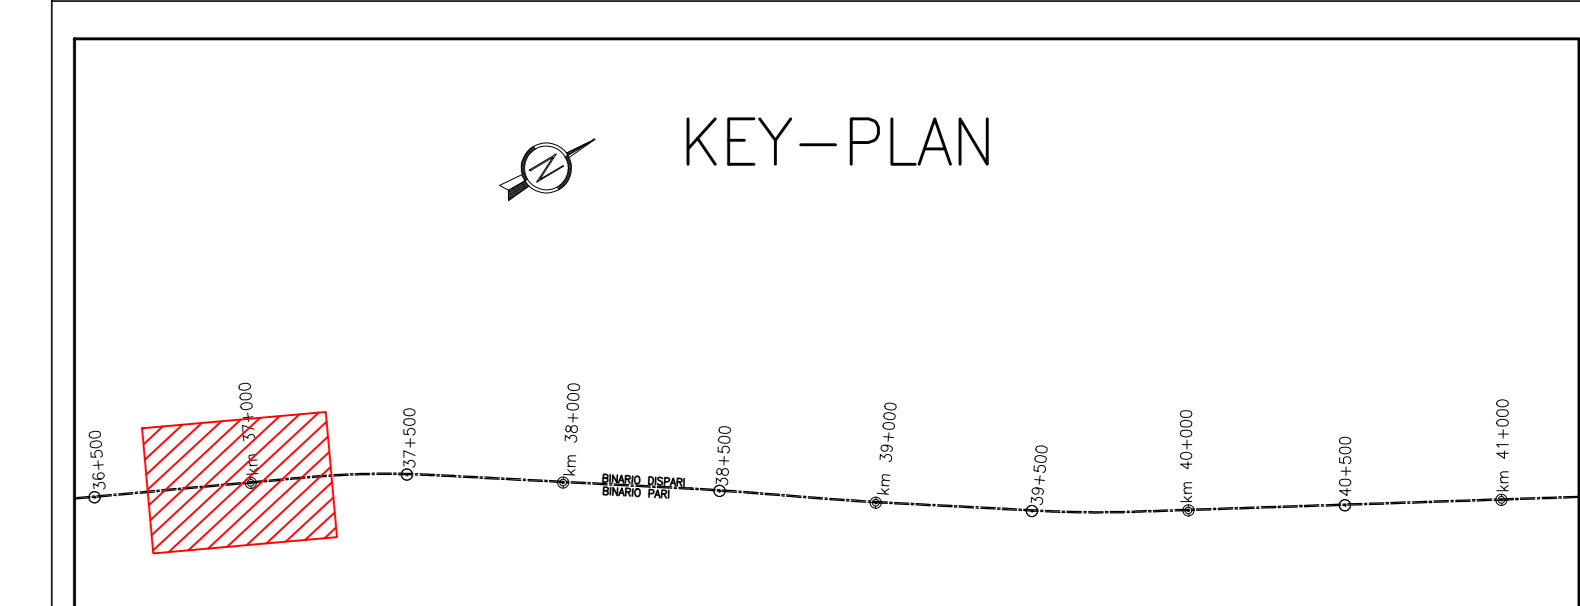 KEY-PLAN
N
36+500
km 37+000
37+500
km 38+000
BINARIO DISPARI
BINARIO PARI
38+500
km 39+000
39+500
km 40+000
40+500
km 41+000